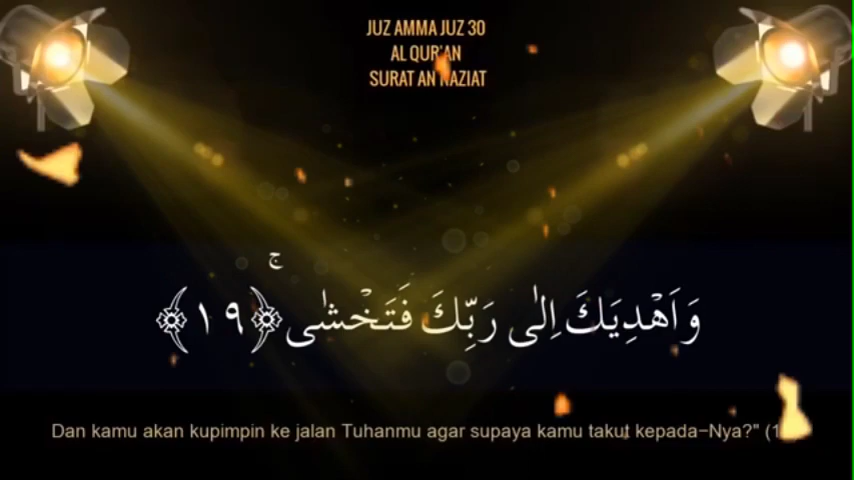 JUZ AMMA JUZ 30
AL QUR'AN
SURAT AN NAZIAT
وَاَهْدِيَكَ اِلٰى رَبِّكَ فَتَخْشٰىۚ ﴿١٩﴾
Dan kamu akan kupimpin ke jalan Tuhanmu agar supaya kamu takut kepada-Nya?" (1